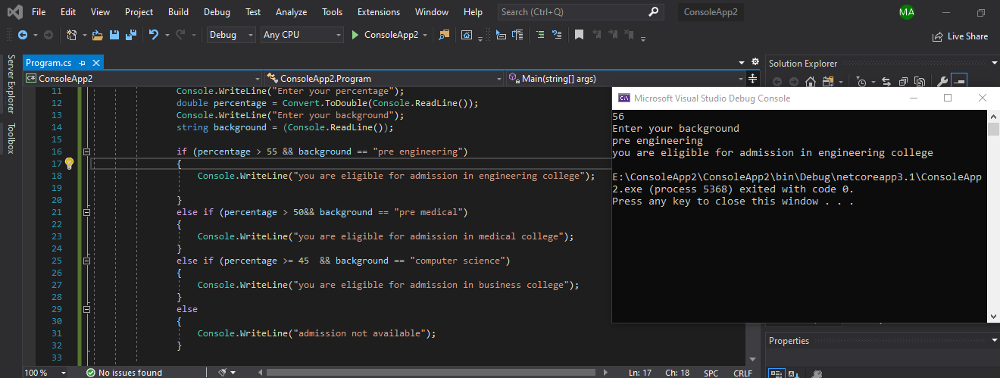 File Edit View Project Build Debug Test Analyze Tools Extensions Window Help Search (Ctrl+Q) ConsoleApp2 MA
Debug Any CPU ConsoleApp2 Live Share
Server Explorer
Toolbox
Program.cs
ConsoleApp2 ConsoleApp2.Program Main(string[] args)
11 Console.WriteLine("Enter your percentage");
12 double percentage = Convert.ToDouble(Console.ReadLine());
13 Console.WriteLine("Enter your background");
14 string background = (Console.ReadLine());
15
16 if (percentage > 55 && background == "pre engineering")
17 {
18 Console.WriteLine("you are eligible for admission in engineering college");
19
20 }
21 else if (percentage > 50&& background == "pre medical")
22 {
23 Console.WriteLine("you are eligible for admission in medical college");
24 }
25 else if (percentage >= 45  && background == "computer science")
26 {
27 Console.WriteLine("you are eligible for admission in business college");
28 }
29 else
30 {
31 Console.WriteLine("admission not available");
32 }
33
100 % No issues found Ln: 17 Ch: 18 SPC CRLF
Solution Explorer
C:\ Microsoft Visual Studio Debug Console
56
Enter your background
pre engineering
you are eligible for admission in engineering college
E:\ConsoleApp2\ConsoleApp2\bin\Debug\netcoreapp3.1\ConsoleApp
2.exe (process 5368) exited with code 0.
Press any key to close this window . . .
Properties